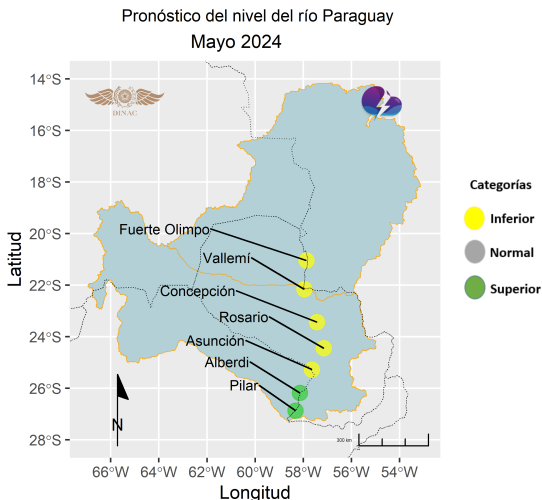 Pronóstico del nivel del río Paraguay
Mayo 2024
DINAC
Latitud
14°S
16°S
18°S
20°S
22°S
24°S
26°S
28°S
Fuerte Olimpo
Vallemí
Concepción
Rosario
Asunción
Alberdi
Pilar
N
300 km
66°W
64°W
62°W
60°W
58°W
56°W
54°W
Longitud
Categorías
Inferior
Normal
Superior